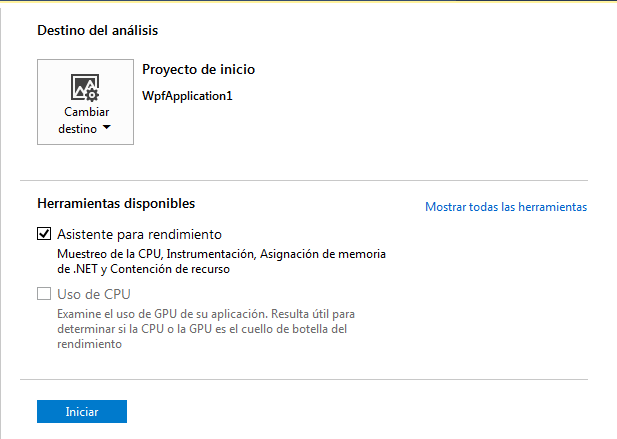 Destino del análisis
Cambiar
destino
Proyecto de inicio
WpfApplication1
Herramientas disponibles
Mostrar todas las herramientas
Asistente para rendimiento
Muestreo de la CPU, Instrumentación, Asignación de memoria
de .NET y Contención de recurso
Uso de CPU
Examine el uso de GPU de su aplicación. Resulta útil para
determinar si la CPU o la GPU es el cuello de botella del
rendimiento
Iniciar